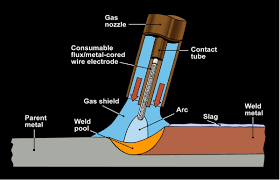 Gas
nozzle
Consumable
flux/metal-cored
wire electrode
Contact
tube
Gas shield
Arc
Parent
metal
Weld
pool
Slag
Weld
metal